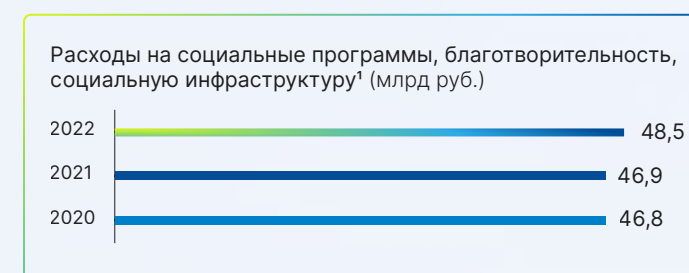 Расходы на социальные программы, благотворительность,
социальную инфраструктуру¹ (млрд руб.)
2022 48,5
2021 46,9
2020 46,8